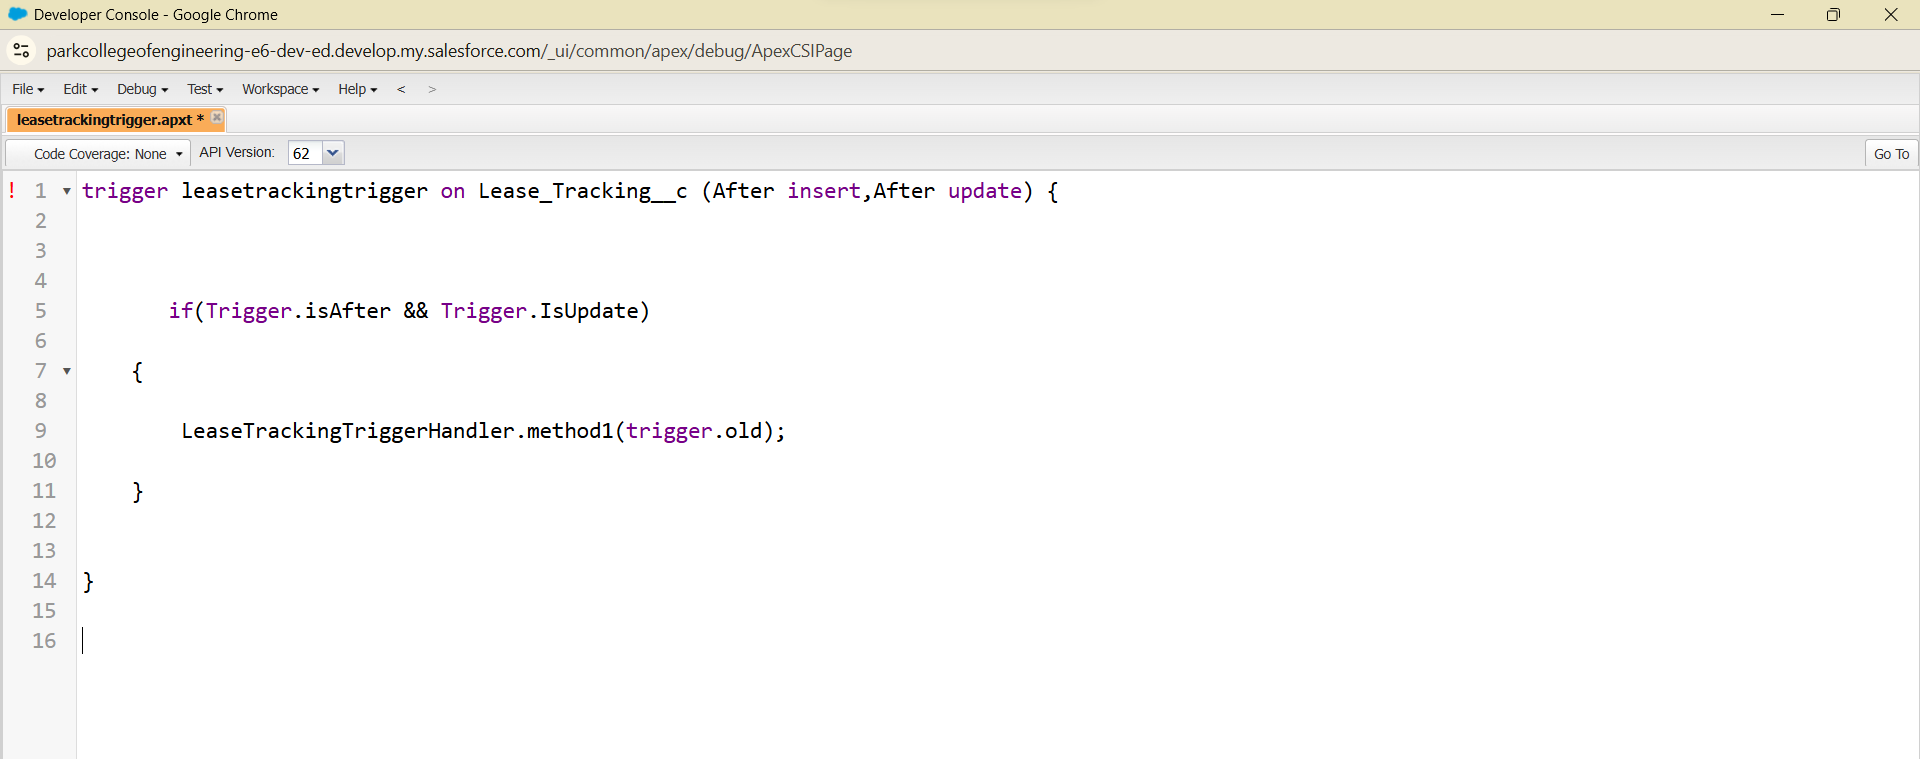 Developer Console - Google Chrome
parkcollegeofengineering-e6-dev-ed.develop.my.salesforce.com/_ui/common/apex/debug/ApexCSIPage
File Edit Debug Test Workspace Help < >
leasetrackingtrigger.apxt *
Code Coverage: None API Version: 62 Go To
! 1 trigger leasetrackingtrigger on Lease_Tracking__c (After insert,After update) {
2
3
4
5 if(Trigger.isAfter && Trigger.IsUpdate)
6
7 {
8
9 LeaseTrackingTriggerHandler.method1(trigger.old);
10
11 }
12
13
14 }
15
16